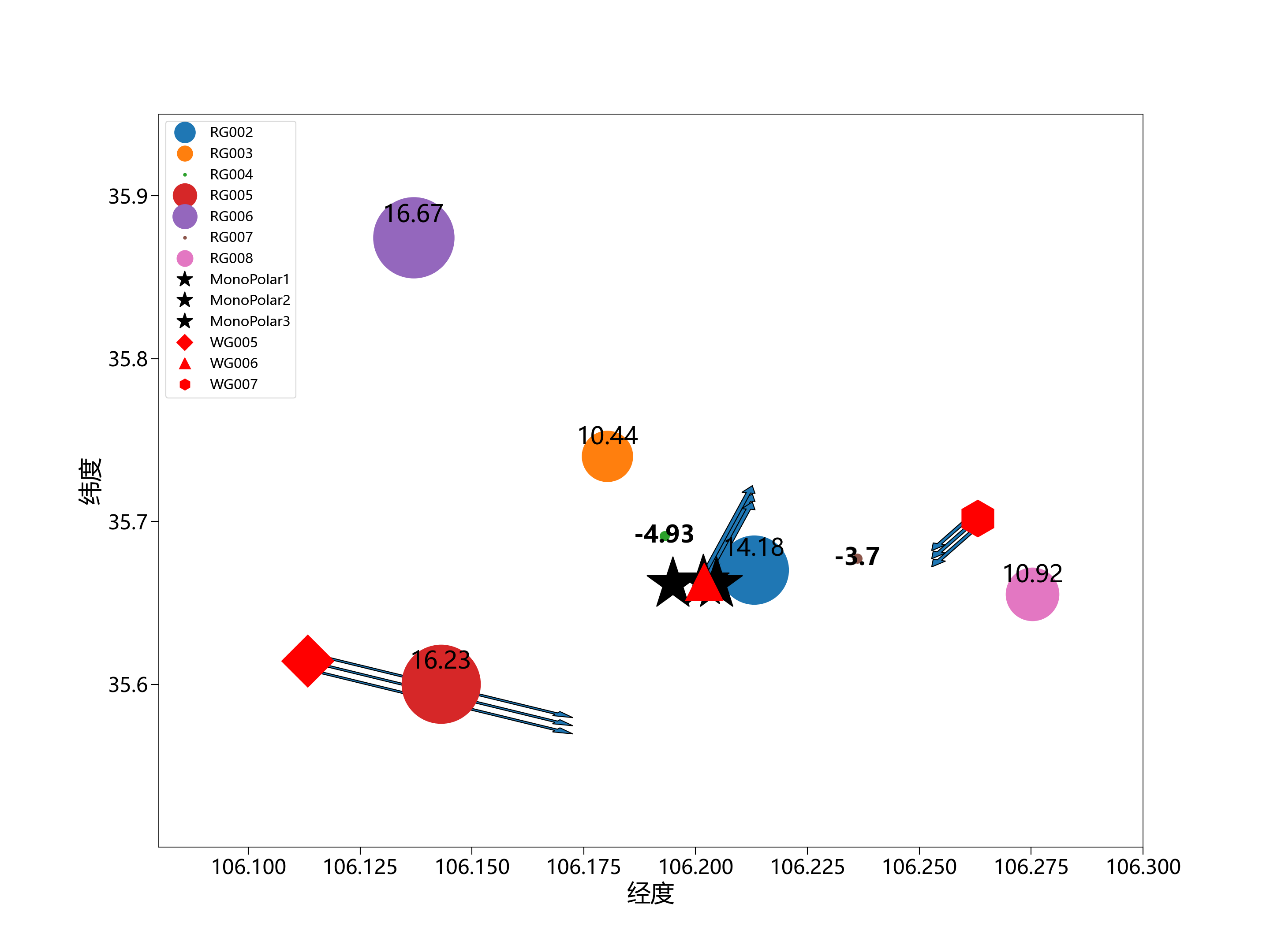 RG002
RG003
RG004
RG005
RG006
RG007
RG008
MonoPolar1
MonoPolar2
MonoPolar3
WG005
WG006
WG007
16.67
10.44
-4.93
14.18
-3.7
10.92
16.23
35.9
35.8
35.7
35.6
纬度
106.100 106.125 106.150 106.175 106.200 106.225 106.250 106.275 106.300
经度